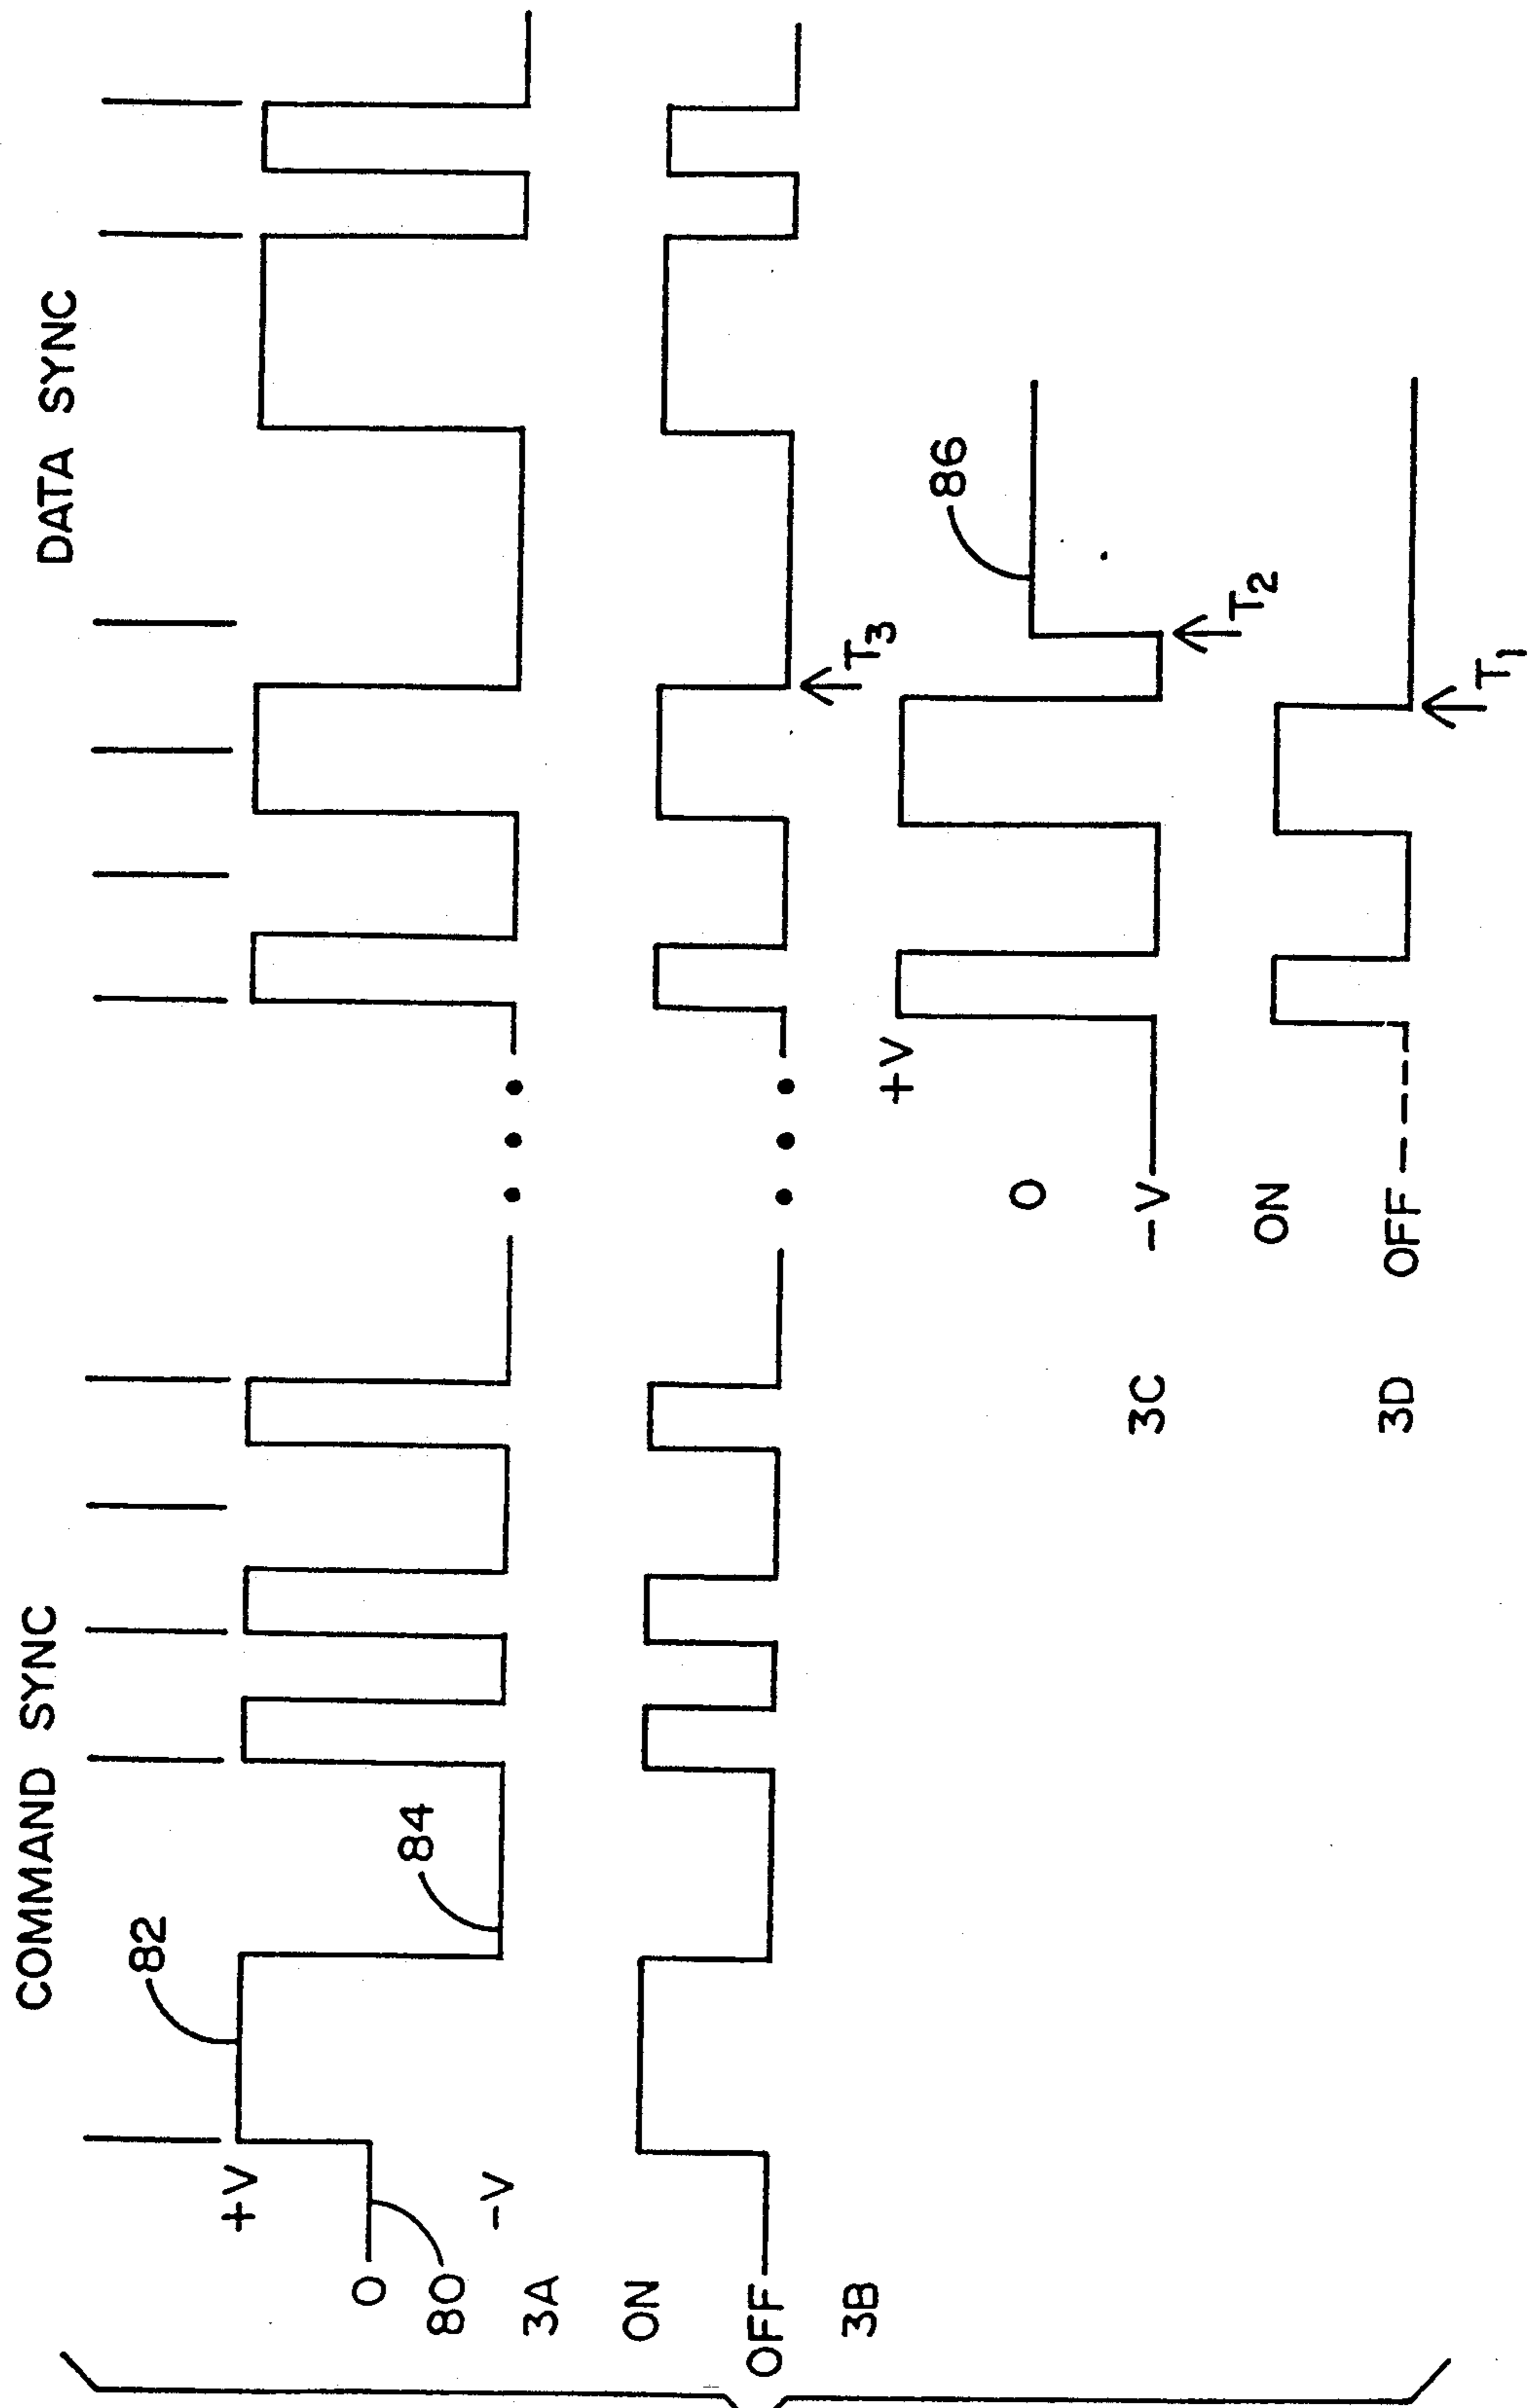 COMMAND SYNC
DATA SYNC
82
+V
0
80
84
-V
3A
ON
OFF
3B
T3
+V
0
86
-V
T2
3C
ON
OFF
T1
3D